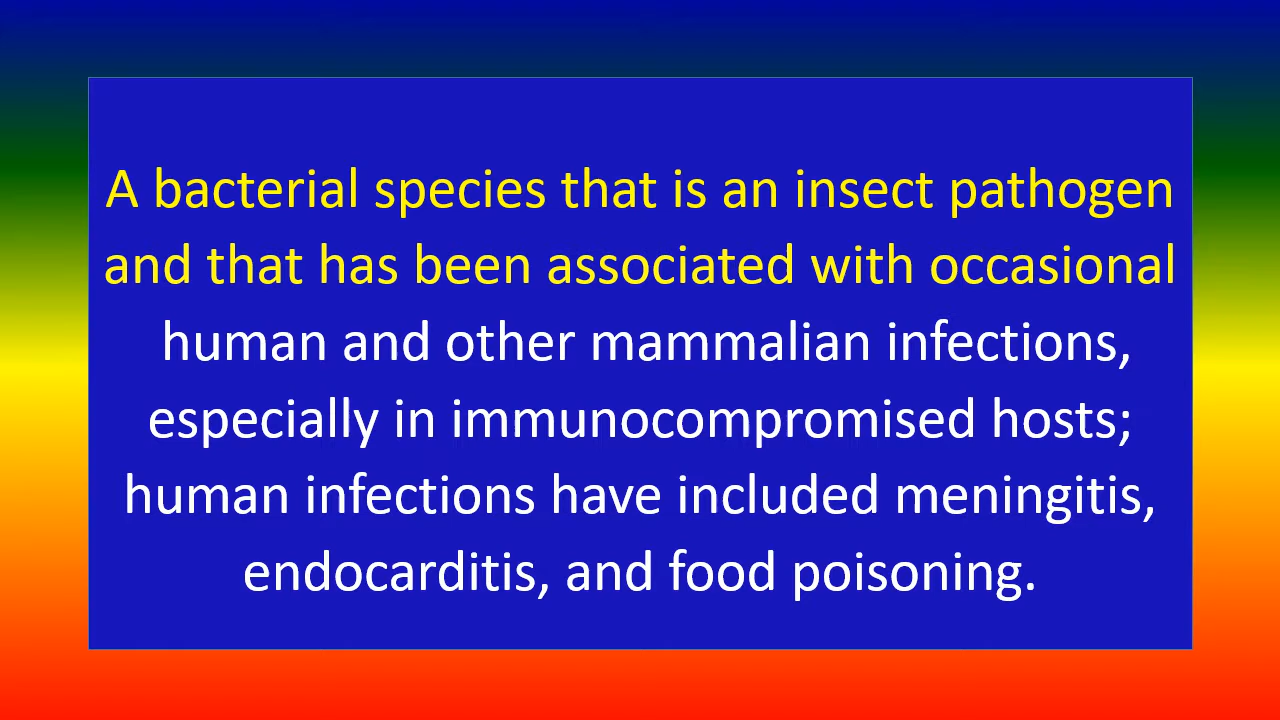 A bacterial species that is an insect pathogen
and that has been associated with occasional
human and other mammalian infections,
especially in immunocompromised hosts;
human infections have included meningitis,
endocarditis, and food poisoning.